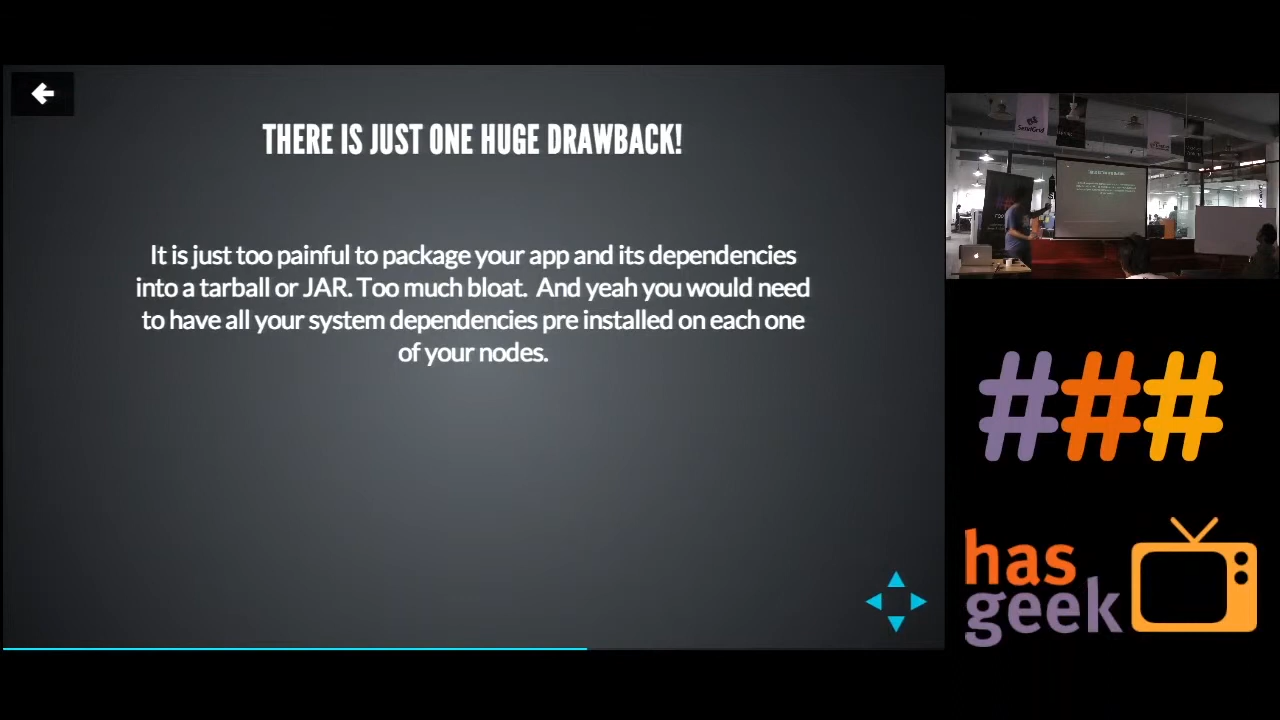 THERE IS JUST ONE HUGE DRAWBACK!
It is just too painful to package your app and its dependencies
into a tarball or JAR. Too much bloat.  And yeah you would need
to have all your system dependencies pre installed on each one
of your nodes.
SendGrid
###
has
geek